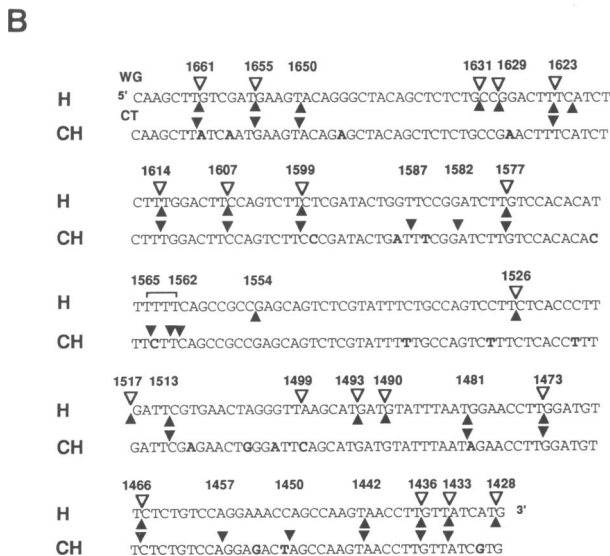 B
1661 1655 1650 1631 1629 1623
WG
H 5' CAAGCTTGTCGATGAAGTACAGGGCTACAGCTCTCTGCCGGACTTTCATCT
CT
CH CAAGCTTATCAATGAAGTACAGAGCTACAGCTCTCTGCCGAACTTTCATCT
1614 1607 1599 1587 1582 1577
H CTTTGGACTTCCAGTCTTCTCGATACTGGTTCCGGATCTTGTCCACACAT
CH CTTTGGACTTCCAGTCTTCCCGATACTGATTTCGGATCTTGTCCACACAC
1565 1562 1554 1526
H TTTTTCAGCCGCCGAGCAGTCTCGTATTTCTGCCAGTCCTTCTCACCCTT
CH TTCTTCAGCCGCCGAGCAGTCTCGTATTTTTGCCAGTCTTTCTCACCTTT
1517 1513 1499 1493 1490 1481 1473
H GATTCGTGAACTAGGGTTAAGCATGATGTATTTAATGGAACCTTGGATGT
CH GATTCGAGAACTGGGATTCAGCATGATGTATTTAATAGAACCTTGGATGT
1466 1457 1450 1442 1436 1433 1428
H TCTCTGTCCAGGAAACCAGCCAAGTAACCTTGTTATCATG 3'
CH TCTCTGTCCAGGAGACTAGCCAAGTAACCTTGTTATCGTG